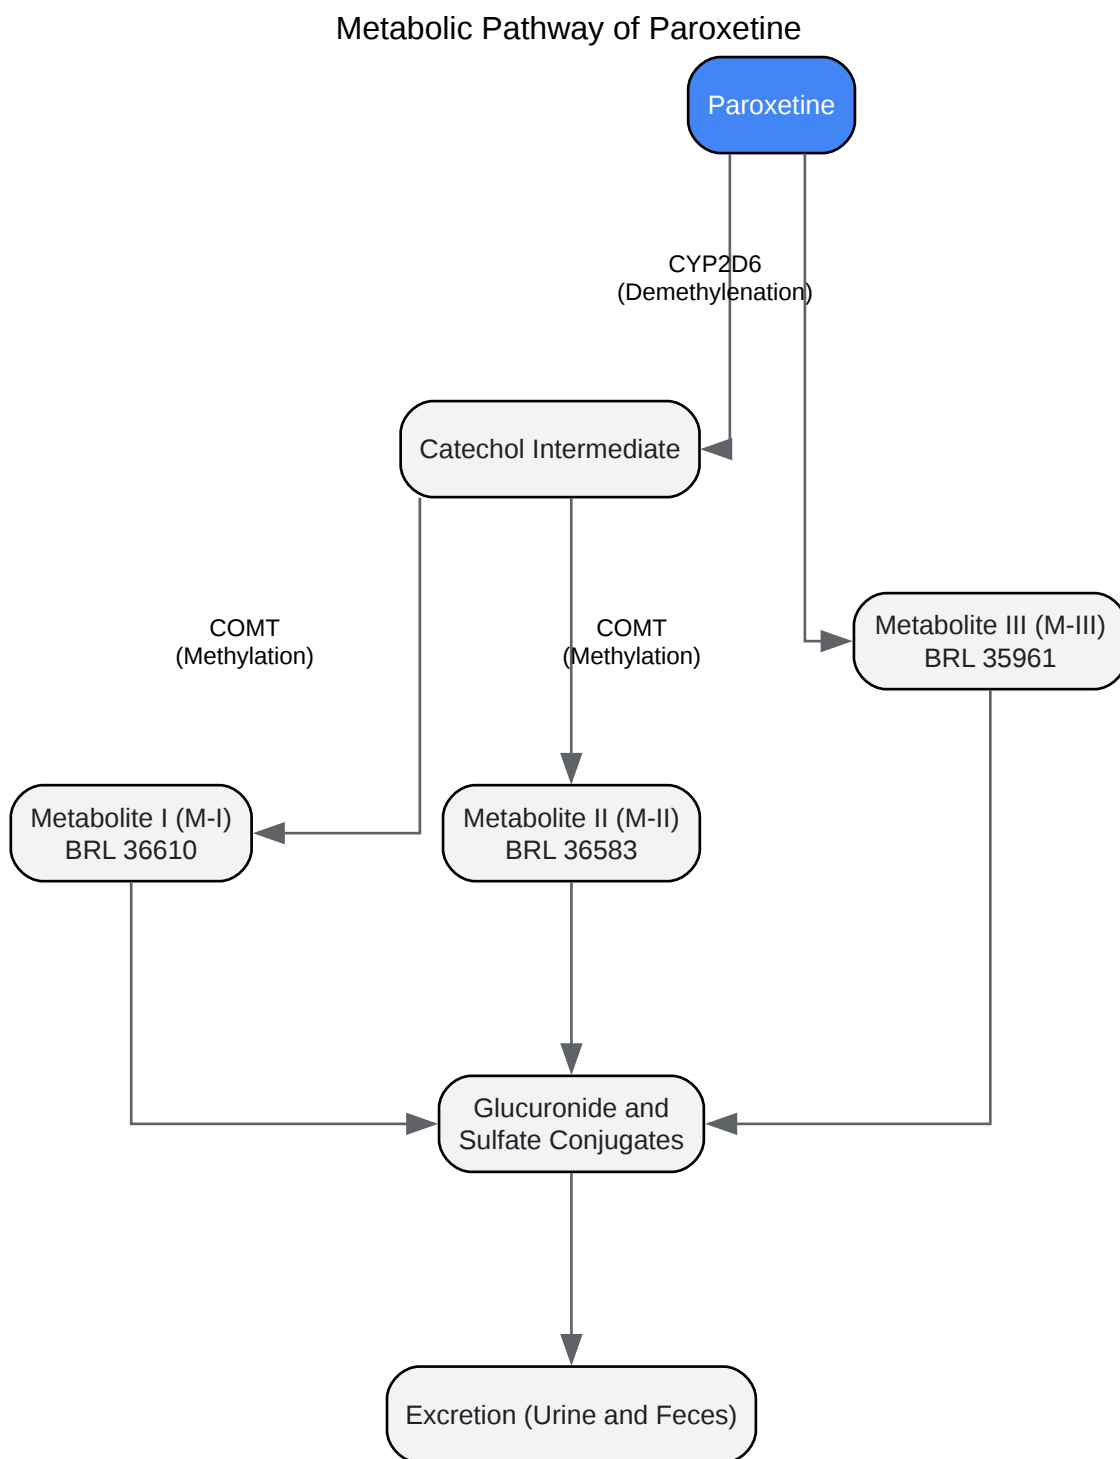 Metabolic Pathway of Paroxetine
Paroxetine
CYP2D6
(Demethylenation)
Catechol Intermediate
COMT
(Methylation)
COMT
(Methylation)
Metabolite III (M-III)
BRL 35961
Metabolite I (M-I)
BRL 36610
Metabolite II (M-II)
BRL 36583
Glucuronide and
Sulfate Conjugates
Excretion (Urine and Feces)